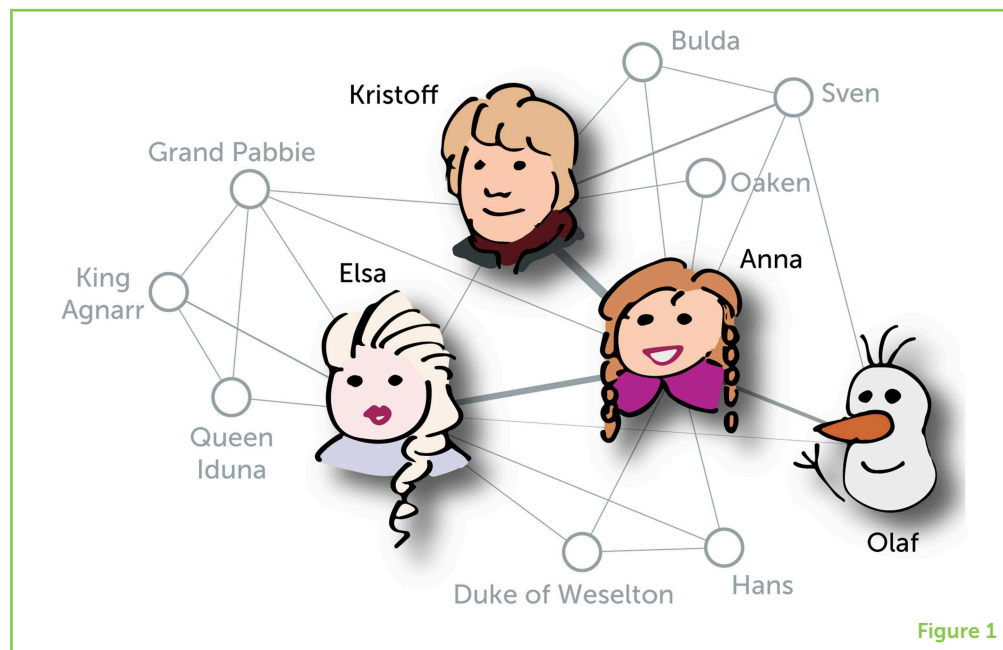 Bulda
Kristoff
Sven
Grand Pabbie
Oaken
King
Agnarr
Elsa
Anna
Queen
Iduna
Olaf
Duke of Weselton
Hans
Figure 1